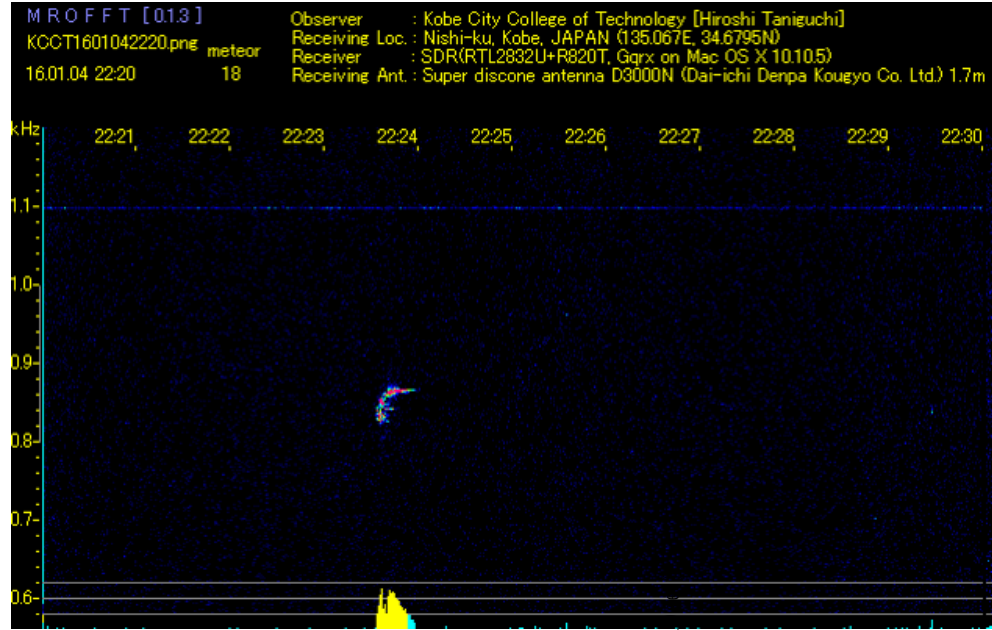 MROFFT [0.1.3]
KCCT1601042220.png meteor
16.01.04 22:20 18
Observer : Kobe City College of Technology [Hiroshi Taniguchi]
Receiving Loc. : Nishi-ku, Kobe, JAPAN (135.067E, 34.6795N)
Receiver : SDR(RTL2832U+R820T, Gqrx on Mac OS X 10.10.5)
Receiving Ant. : Super discone antenna D3000N (Dai-ichi Denpa Kougyo Co. Ltd.) 1.7m
kHz 22:21 22:22 22:23 22:24 22:25 22:26 22:27 22:28 22:29 22:30
1.1
1.0
0.9
0.8
0.7
0.6